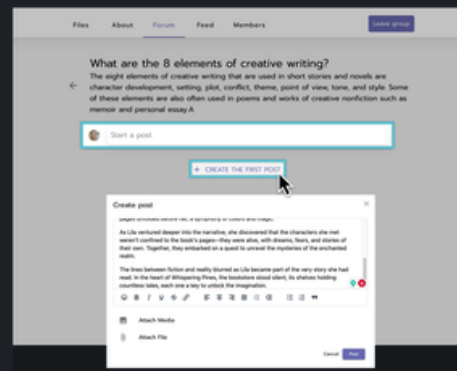 Files About Forum Feed Members Leave group
What are the 8 elements of creative writing?
The eight elements of creative writing that are used in short stories and novels are
character development, setting, plot, conflict, theme, point of view, tone, and style. Some
of these elements are also often used in poems and works of creative nonfiction such as
memoir and personal essay.A
Start a post
+ CREATE THE FIRST POST
Create post
pages unfolded before her, a symphony of colors and magic.
As Lila ventured deeper into the narrative, she discovered that the characters she met
weren't confined to the book's pages—they were alive, with dreams, fears, and stories of
their own. Together, they embarked on a quest to unravel the mysteries of the enchanted
realm.
The lines between fiction and reality blurred as Lila became part of the very story she had
read. In the heart of Whispering Pines, the bookstore stood silent, its shelves holding
countless tales, each one a key to unlock the imagination.
B I U S
Attach Media
Attach File
Cancel Post